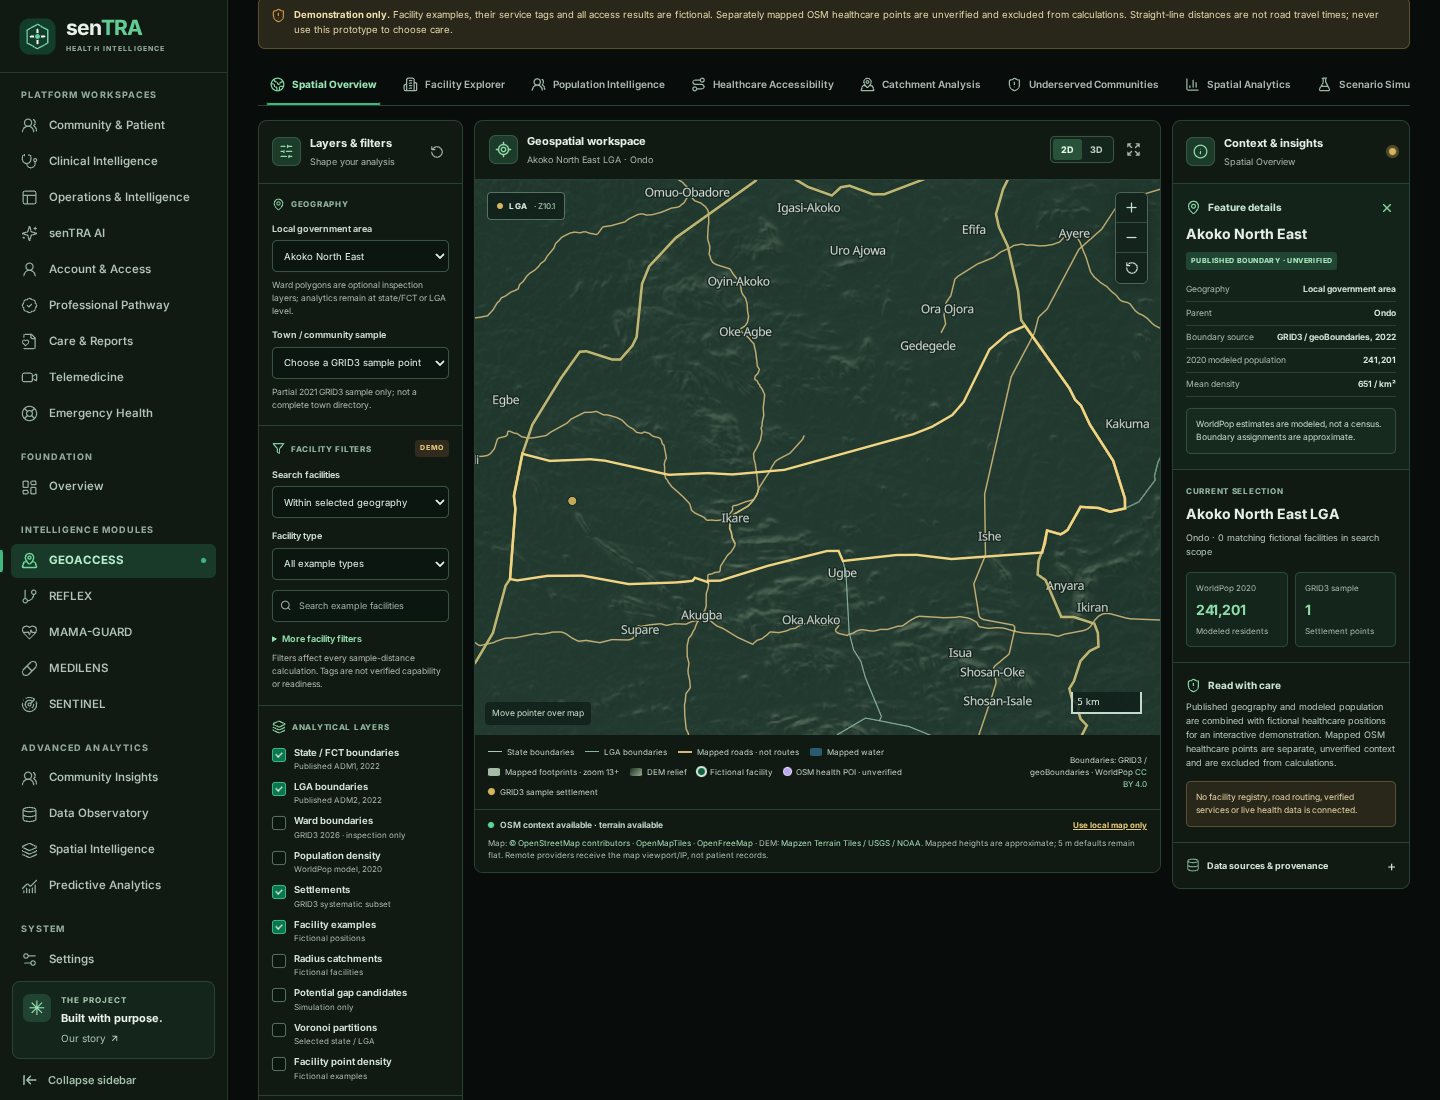 senTRA
HEALTH INTELLIGENCE
PLATFORM WORKSPACES
Community & Patient
Clinical Intelligence
Operations & Intelligence
senTRA AI
Account & Access
Professional Pathway
Care & Reports
Telemedicine
Emergency Health
FOUNDATION
Overview
INTELLIGENCE MODULES
GEOACCESS
REFLEX
MAMA-GUARD
MEDILENS
SENTINEL
ADVANCED ANALYTICS
Community Insights
Data Observatory
Spatial Intelligence
Predictive Analytics
SYSTEM
Settings
THE PROJECT
Built with purpose.
Our story
Collapse sidebar
Demonstration only. Facility examples, their service tags and all access results are fictional. Separately mapped OSM healthcare points are unverified and excluded from calculations. Straight-line distances are not road travel times; never
use this prototype to choose care.
Spatial Overview
Facility Explorer
Population Intelligence
Healthcare Accessibility
Catchment Analysis
Underserved Communities
Spatial Analytics
Scenario Simu
Layers & filters
Shape your analysis
GEOGRAPHY
Local government area
Akoko North East
Ward polygons are optional inspection
layers; analytics remain at state/FCT or LGA
level.
Town / community sample
Choose a GRID3 sample point
Partial 2021 GRID3 sample only; not a
complete town directory.
FACILITY FILTERS
DEMO
Search facilities
Within selected geography
Facility type
All example types
Search example facilities
More facility filters
Filters affect every sample-distance
calculation. Tags are not verified capability
or readiness.
ANALYTICAL LAYERS
State / FCT boundaries
Published ADM1, 2022
LGA boundaries
Published ADM2, 2022
Ward boundaries
GRID3 2026 · inspection only
Population density
WorldPop model, 2020
Settlements
GRID3 systematic subset
Facility examples
Fictional positions
Radius catchments
Fictional facilities
Potential gap candidates
Simulation only
Voronoi partitions
Selected state / LGA
Facility point density
Fictional examples
Geospatial workspace
Akoko North East LGA · Ondo
2D
3D
LGA · Z10.1
Omuo-Obadore
Igasi-Akoko
Efifa
Ayere
Uro Ajowa
Oyin-Akoko
Ora Ojora
Oke-Agbe
Gedegede
Egbe
Kakuma
li
Ikare
Ishe
Ugbe
Anyara
Ikiran
Akugba
Oka Akoko
Supare
Isua
Shosan-Oke
Shosan-Isale
5 km
Move pointer over map
State boundaries
LGA boundaries
Mapped roads · not routes
Mapped water
Mapped footprints · zoom 13+
DEM relief
Fictional facility
OSM health POI · unverified
GRID3 sample settlement
Boundaries: GRID3 /
geoBoundaries · WorldPop CC
BY 4.0
OSM context available · terrain available
Use local map only
Map: © OpenStreetMap contributors · OpenMapTiles · OpenFreeMap · DEM: Mapzen Terrain Tiles / USGS / NOAA. Mapped heights are approximate; 5 m defaults remain
flat. Remote providers receive the map viewport/IP, not patient records.
Context & insights
Spatial Overview
Feature details
Akoko North East
PUBLISHED BOUNDARY · UNVERIFIED
Geography Local government area
Parent Ondo
Boundary source GRID3 / geoBoundaries, 2022
2020 modeled population 241,201
Mean density 651 / km²
WorldPop estimates are modeled, not a census.
Boundary assignments are approximate.
CURRENT SELECTION
Akoko North East LGA
Ondo · 0 matching fictional facilities in search
scope
WorldPop 2020
241,201
Modeled residents
GRID3 sample
1
Settlement points
Read with care
Published geography and modeled population
are combined with fictional healthcare positions
for an interactive demonstration. Mapped OSM
healthcare points are separate, unverified context
and are excluded from calculations.
No facility registry, road routing, verified
services or live health data is connected.
Data sources & provenance
+